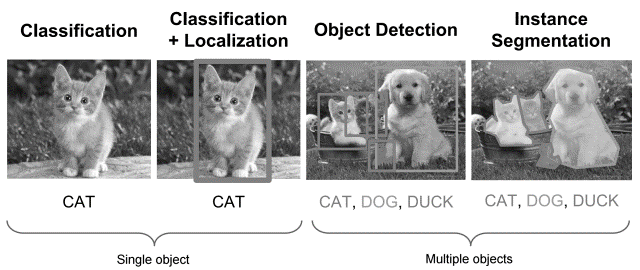 Classification
Classification
+ Localization
Object Detection
Instance
Segmentation
CAT
CAT
CAT, DOG, DUCK
CAT, DOG, DUCK
Single object
Multiple objects